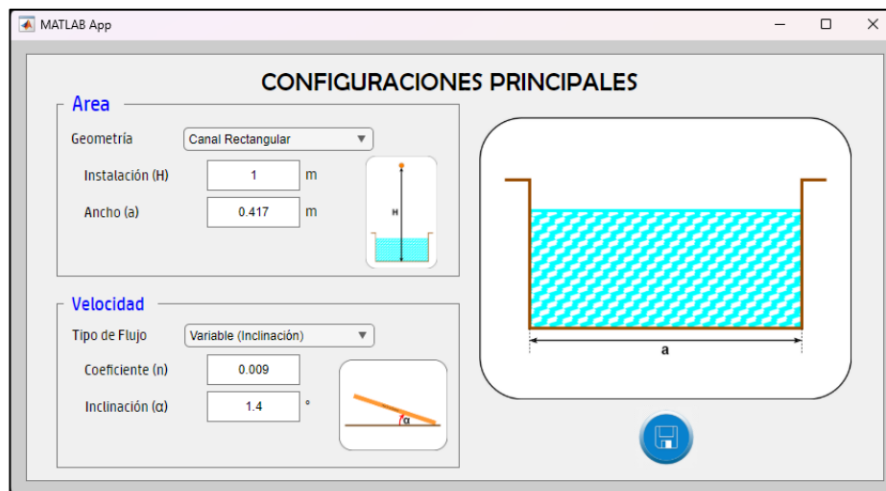 MATLAB App
CONFIGURACIONES PRINCIPALES
Area
Geometría Canal Rectangular
Instalación (H) 1 m
Ancho (a) 0.417 m
H
Velocidad
Tipo de Flujo Variable (Inclinación)
Coeficiente (n) 0.009
Inclinación (α) 1.4 °
α
a